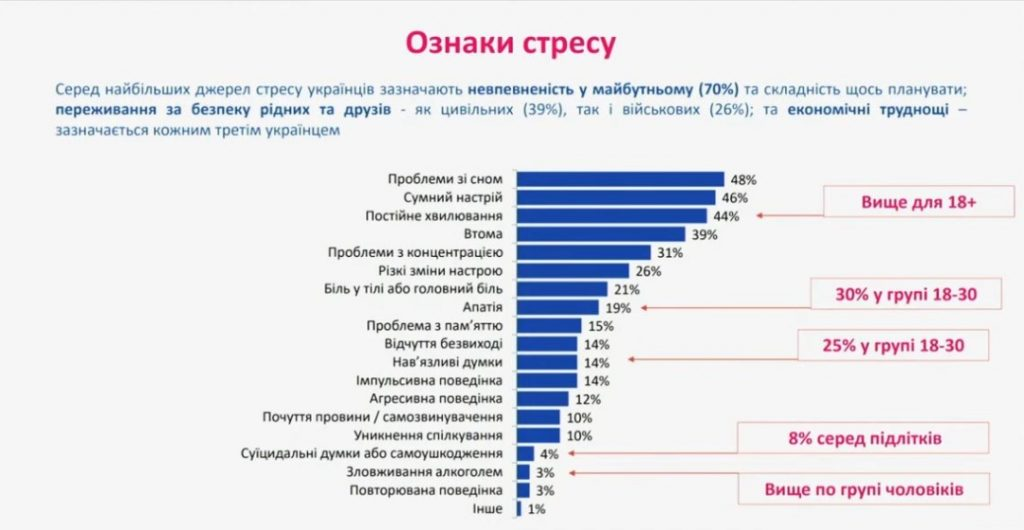 Ознаки стресу
Серед найбільших джерел стресу українців зазначають невпевненість у майбутньому (70%) та складність щось планувати;
переживання за безпеку рідних та друзів - як цивільних (39%), так і військових (26%); та економічні труднощі –
зазначається кожним третім українцем
Проблеми зі сном 48%
Сумний настрій 46%
Постійне хвилювання 44%
Вище для 18+
Втома 39%
Проблеми з концентрацією 31%
Різкі зміни настрою 26%
Біль у тілі або головний біль 21%
Апатія 19%
30% у групі 18-30
Проблема з пам’яттю 15%
Відчуття безвиході 14%
Нав’язливі думки 14%
25% у групі 18-30
Імпульсивна поведінка 14%
Агресивна поведінка 12%
Почуття провини / самозвинувачення 10%
Уникнення спілкування 10%
Суїцидальні думки або самоушкодження 4%
8% серед підлітків
Зловживання алкоголем 3%
Вище по групі чоловіків
Повторювана поведінка 3%
Інше 1%